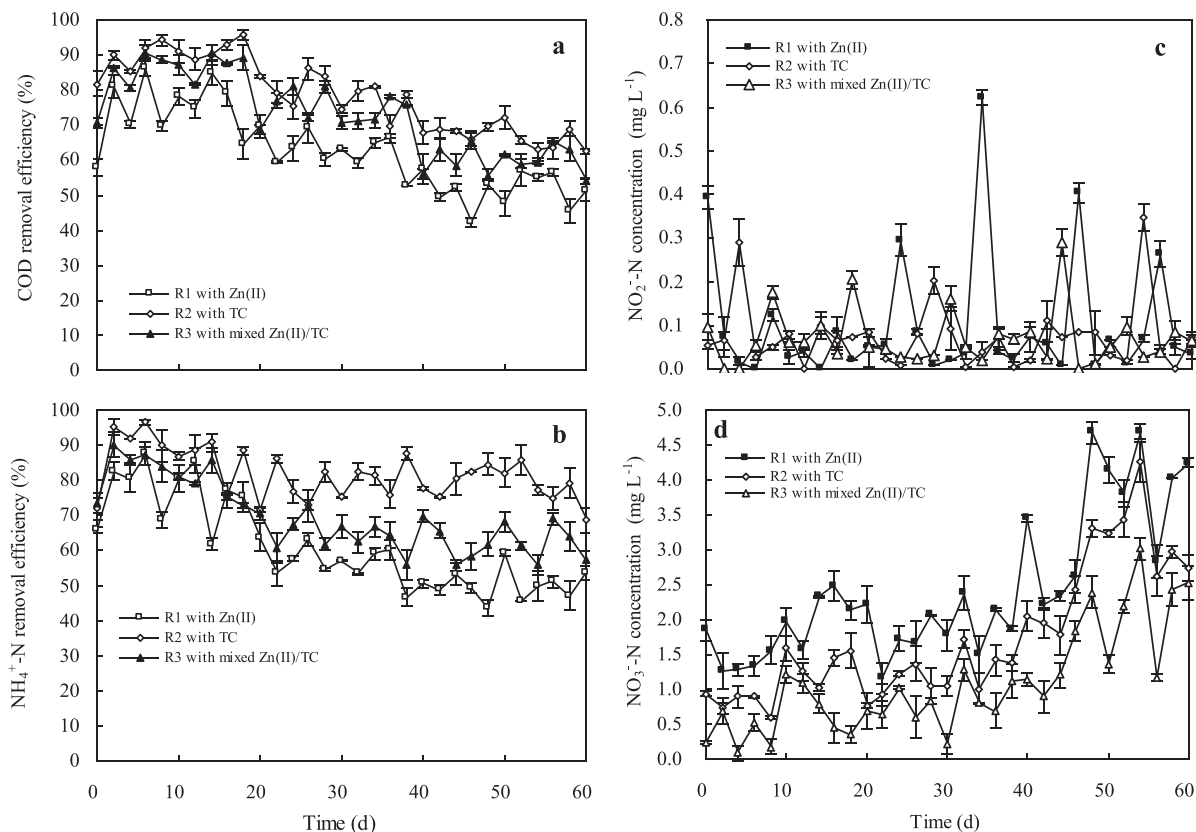 COD removal efficiency (%)
100
90
80
70
60
50
40
30
20
10
0
a
R1 with Zn(II)
R2 with TC
R3 with mixed Zn(II)/TC
NO₂⁻-N concentration (mg L⁻¹)
0.8
0.7
0.6
0.5
0.4
0.3
0.2
0.1
0.0
c
R1 with Zn(II)
R2 with TC
R3 with mixed Zn(II)/TC
NH₄⁺-N removal efficiency (%)
100
90
80
70
60
50
40
30
20
10
0
b
R1 with Zn(II)
R2 with TC
R3 with mixed Zn(II)/TC
0 10 20 30 40 50 60
Time (d)
NO₃⁻-N concentration (mg L⁻¹)
5.0
4.5
4.0
3.5
3.0
2.5
2.0
1.5
1.0
0.5
0.0
d
R1 with Zn(II)
R2 with TC
R3 with mixed Zn(II)/TC
0 10 20 30 40 50 60
Time (d)